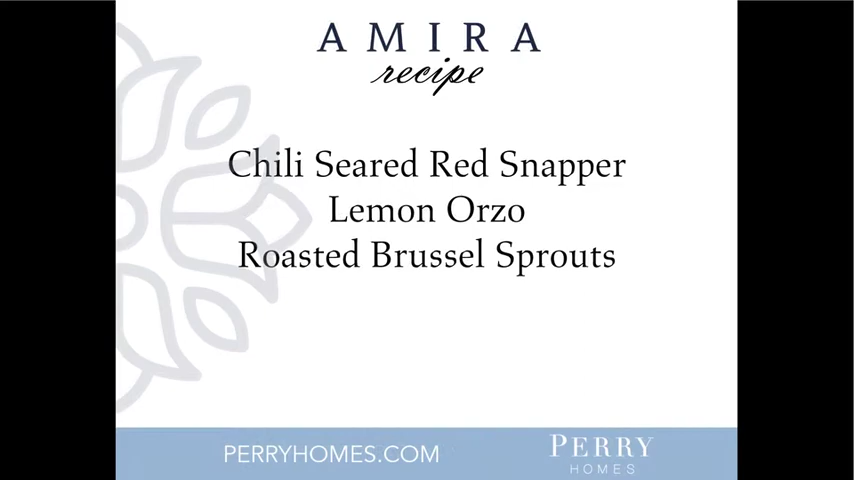 AMIRA
recipe
Chili Seared Red Snapper
Lemon Orzo
Roasted Brussel Sprouts
PERRYHOMES.COM
PERRY
HOMES